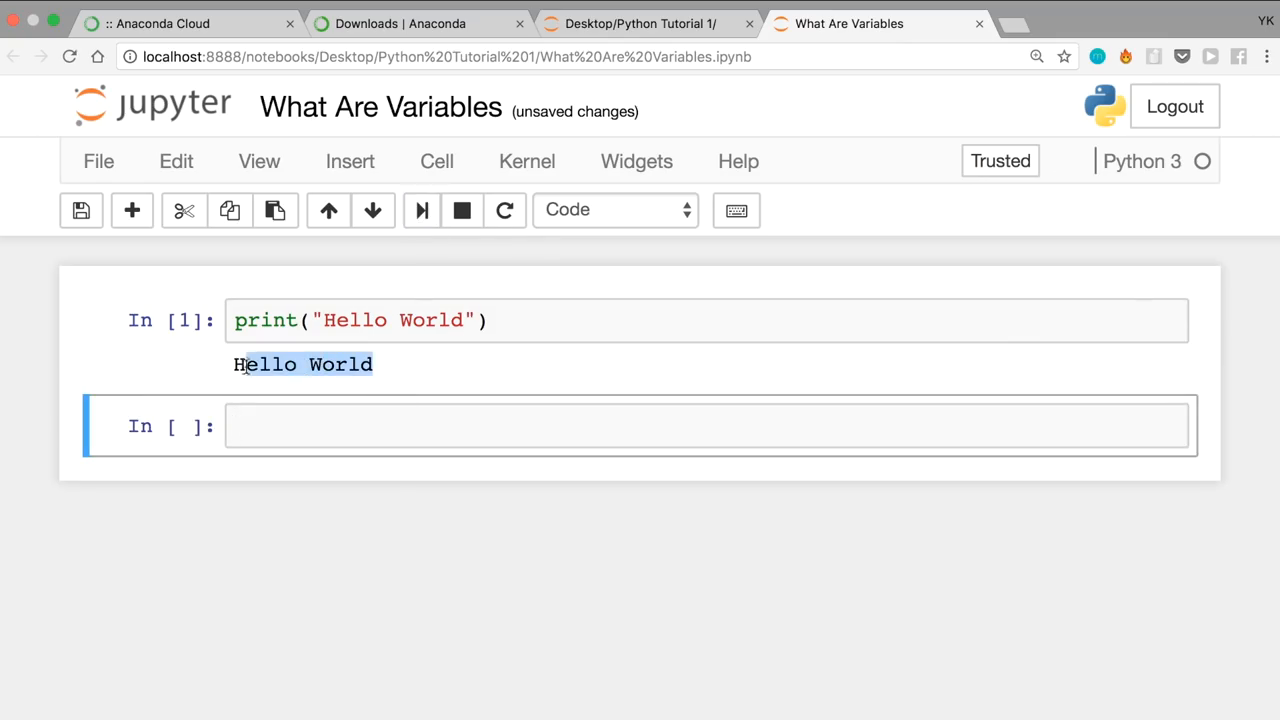 :: Anaconda Cloud
Downloads | Anaconda
Desktop/Python Tutorial 1/
What Are Variables
YK
localhost:8888/notebooks/Desktop/Python%20Tutorial%201/What%20Are%20Variables.ipynb
jupyter What Are Variables (unsaved changes)
Logout
File Edit View Insert Cell Kernel Widgets Help
Trusted
Python 3
Code
In [1]: print("Hello World")
Hello World
In [ ]: